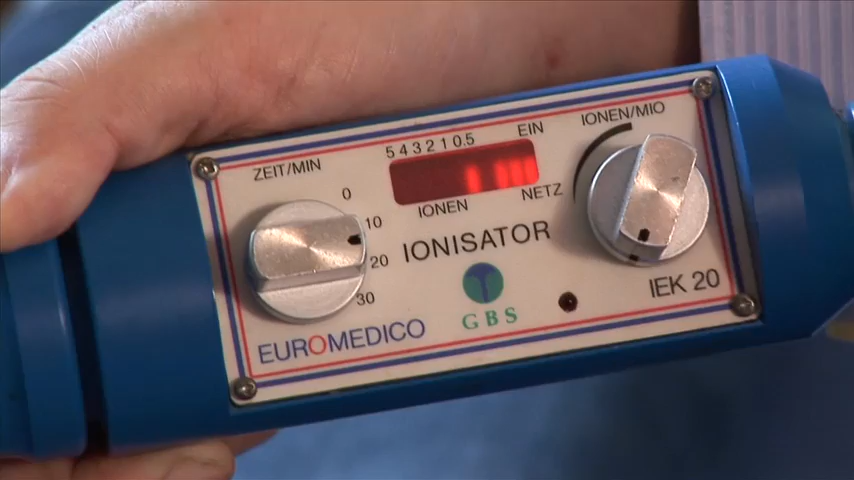 ZEIT/MIN
0
10
20
30
5 4 3 2 1 0.5
EIN
IONEN
NETZ
IONEN/MIO
IONISATOR
GBS
IEK 20
EUROMEDICO